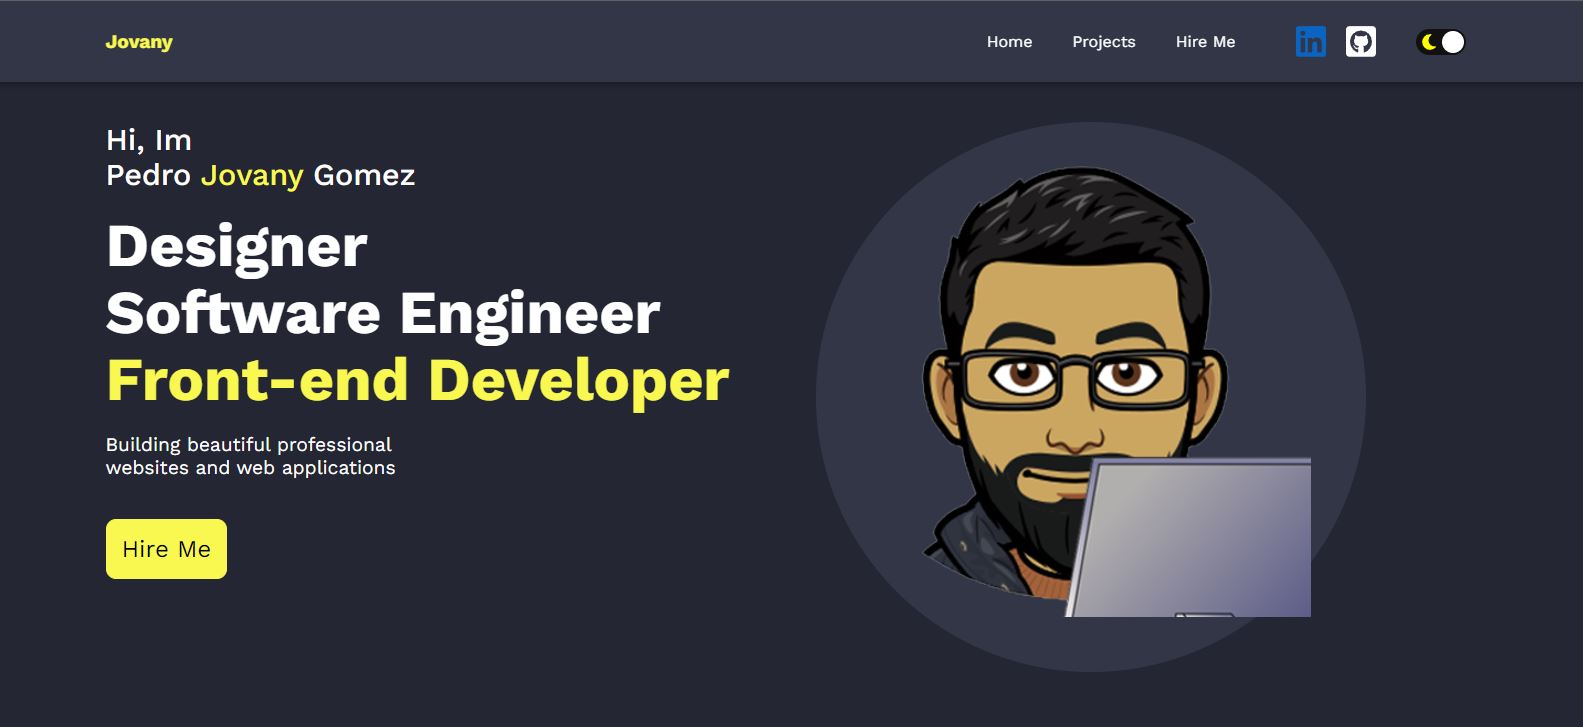 Jovany
Home
Projects
Hire Me
in
Hi, Im
Pedro Jovany Gomez
Designer
Software Engineer
Front-end Developer
Building beautiful professional
websites and web applications
Hire Me